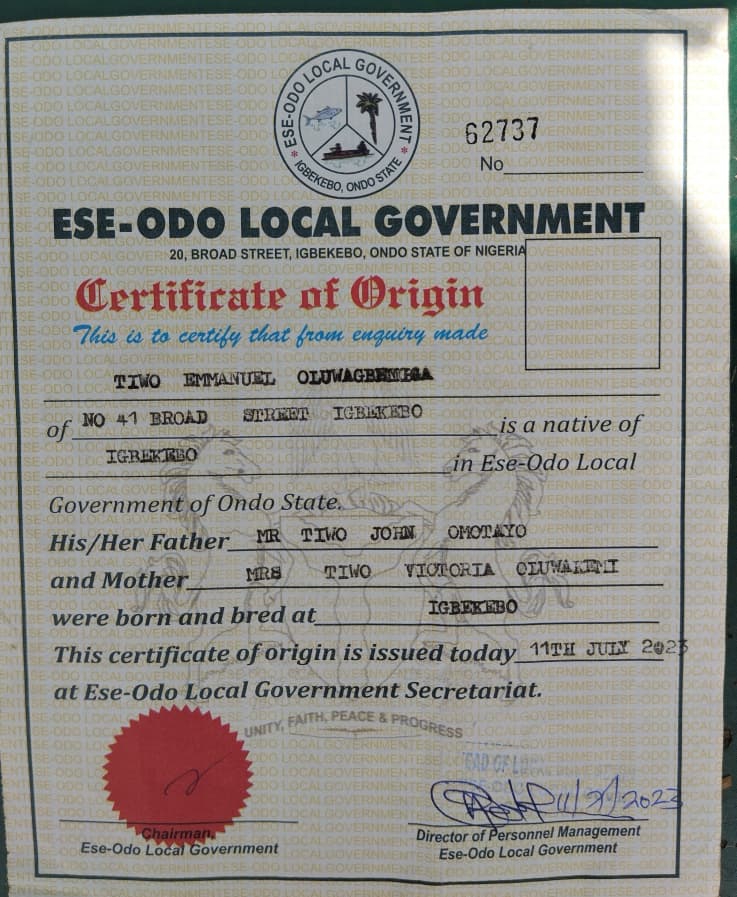 ESE-ODO LOCAL GOVERNMENT
IGBEKEBO, ONDO STATE
62737
No
ESE-ODO LOCAL GOVERNMENT
20, BROAD STREET, IGBEKEBO, ONDO STATE OF NIGERIA
Certificate of Origin
This is to certify that from enquiry made
TIWO EMMANUEL
of NO 41 BROAD STREET IGBEKEBO is a native of
IGBEKEBO in Ese-Odo Local
Government of Ondo State.
His/Her Father MR TIWO JOHN OMOTAYO
and Mother MRS TIWO VICTORIA OLUWAKEMI
were born and bred at IGBEKEBO
This certificate of origin is issued today 11TH JULY 2023
at Ese-Odo Local Government Secretariat.
UNITY, FAITH, PEACE & PROGRESS
11/7/2023
Chairman,
Ese-Odo Local Government
Director of Personnel Management
Ese-Odo Local Government